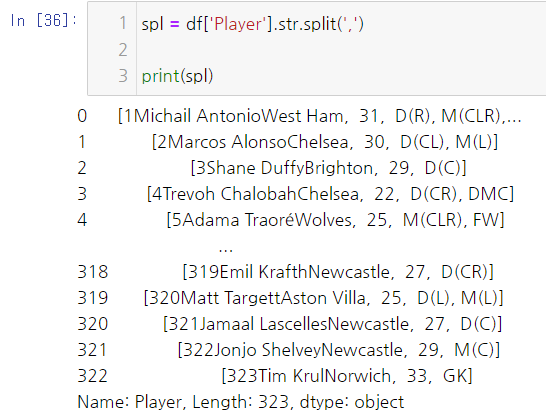 In [36]:
1 spl = df['Player'].str.split(',')
2
3 print(spl)
0 [1Michail AntonioWest Ham, 31, D(R), M(CLR),...
1 [2Marcos AlonsoChelsea, 30, D(CL), M(L)]
2 [3Shane DuffyBrighton, 29, D(C)]
3 [4Trevoh ChalobahChelsea, 22, D(CR), DMC]
4 [5Adama TraoréWolves, 25, M(CLR), FW]
...
318 [319Emil KrafthNewcastle, 27, D(CR)]
319 [320Matt TargettAston Villa, 25, D(L), M(L)]
320 [321Jamaal LascellesNewcastle, 27, D(C)]
321 [322Jonjo ShelveyNewcastle, 29, M(C)]
322 [323Tim KrulNorwich, 33, GK]
Name: Player, Length: 323, dtype: object